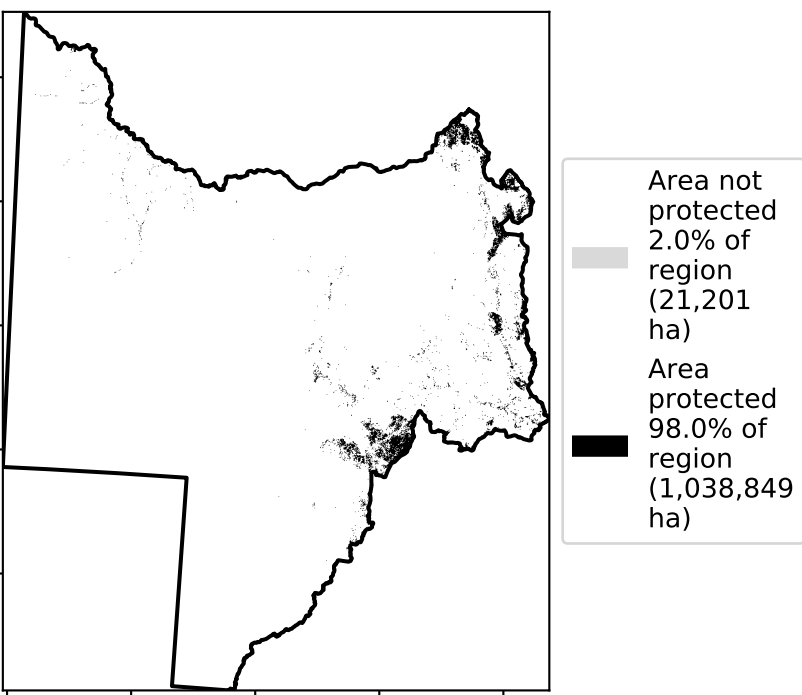 Area not
protected
2.0% of
region
(21,201
ha)
Area
protected
98.0% of
region
(1,038,849
ha)